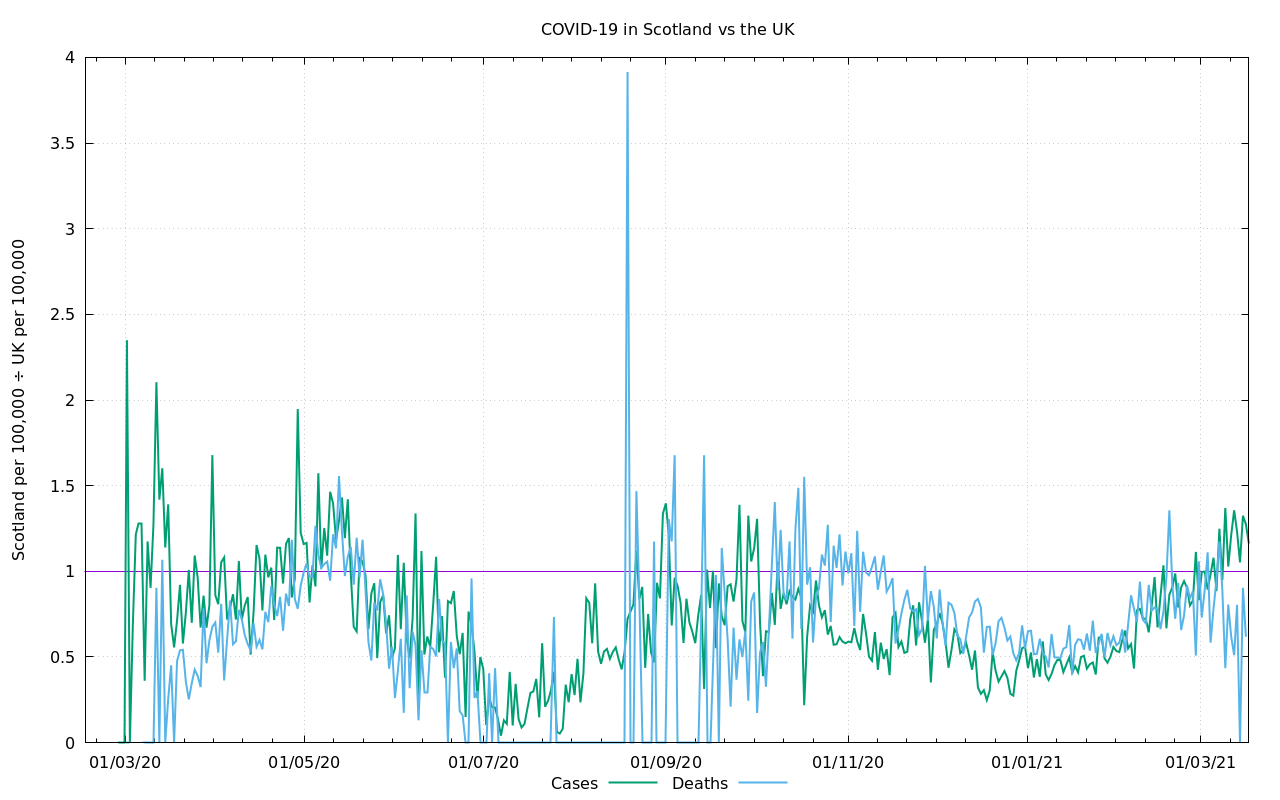 COVID-19 in Scotland vs the UK
Scotland per 100,000 ÷ UK per 100,000
4
3.5
3
2.5
2
1.5
1
0.5
0
01/03/20 01/05/20 01/07/20 01/09/20 01/11/20 01/01/21 01/03/21
Cases Deaths